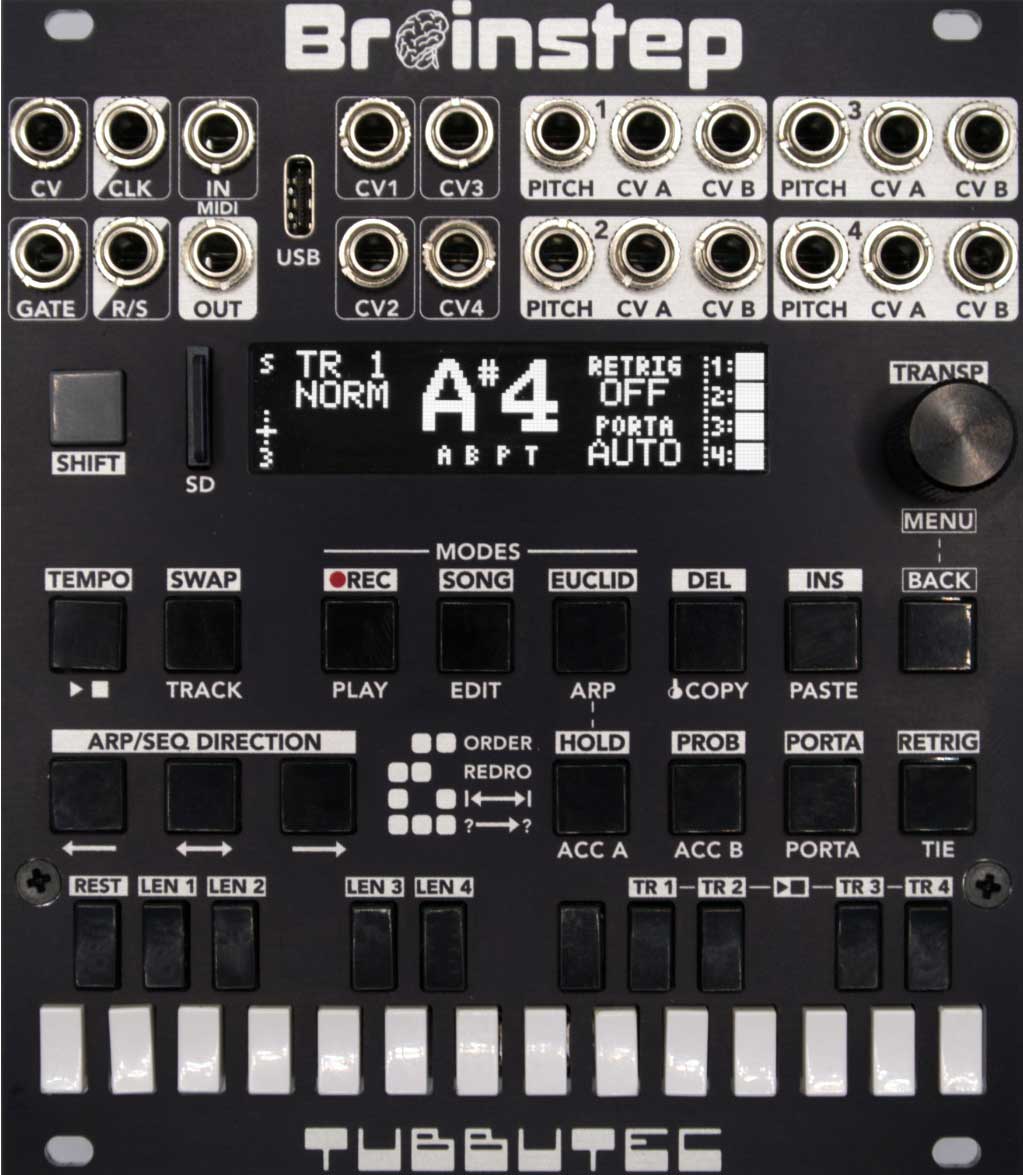 Brainstep
1 3
CV CLK IN CV1 CV3 PITCH CV A CV B PITCH CV A CV B
MIDI
2 4
USB
GATE R/S OUT CV2 CV4 PITCH CV A CV B PITCH CV A CV B
S TR 1 A#4 RETRIG 1:
NORM OFF 2:
PORTA 3:
3 A B P T AUTO 4:
TRANSP
SHIFT
SD
MENU
MODES
TEMPO SWAP REC SONG EUCLID DEL INS BACK
TRACK PLAY EDIT ARP COPY PASTE
ARP/SEQ DIRECTION ORDER HOLD PROB PORTA RETRIG
REDRO
? ?
ACC A ACC B PORTA TIE
REST LEN 1 LEN 2 LEN 3 LEN 4 TR 1 TR 2 TR 3 TR 4
TUBBUTEC